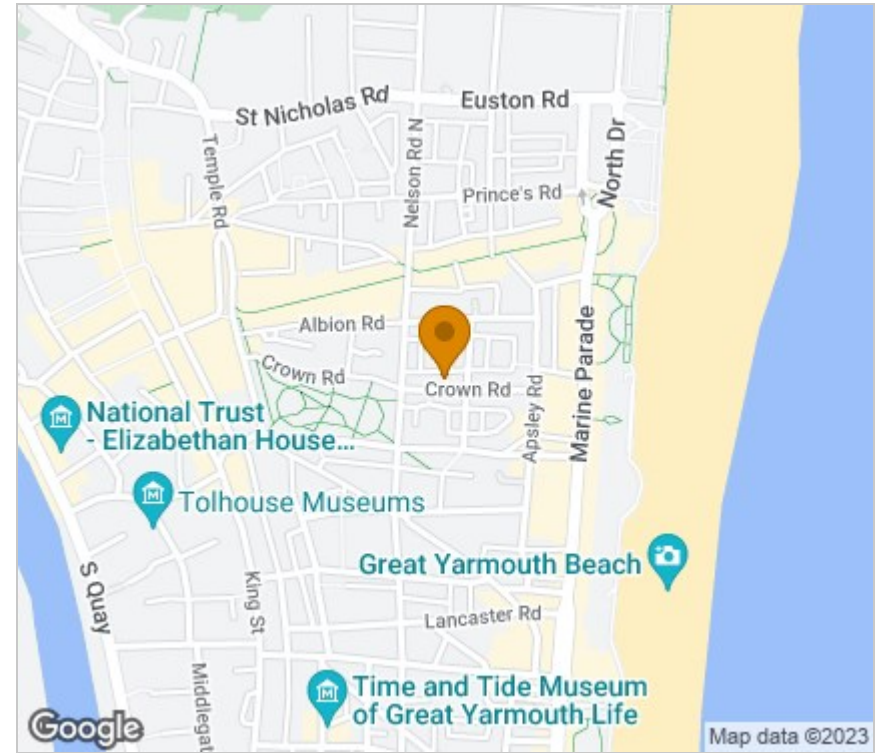 St Nicholas Rd
Euston Rd
Temple Rd
Nelson Rd N
Prince's Rd
North Dr
Albion Rd
Crown Rd
Crown Rd
Apsley Rd
Marine Parade
National Trust
- Elizabethan House...
Tolhouse Museums
Great Yarmouth Beach
S Quay
King St
Lancaster Rd
Middlegat
Time and Tide Museum
of Great Yarmouth Life
Google
Map data ©2023